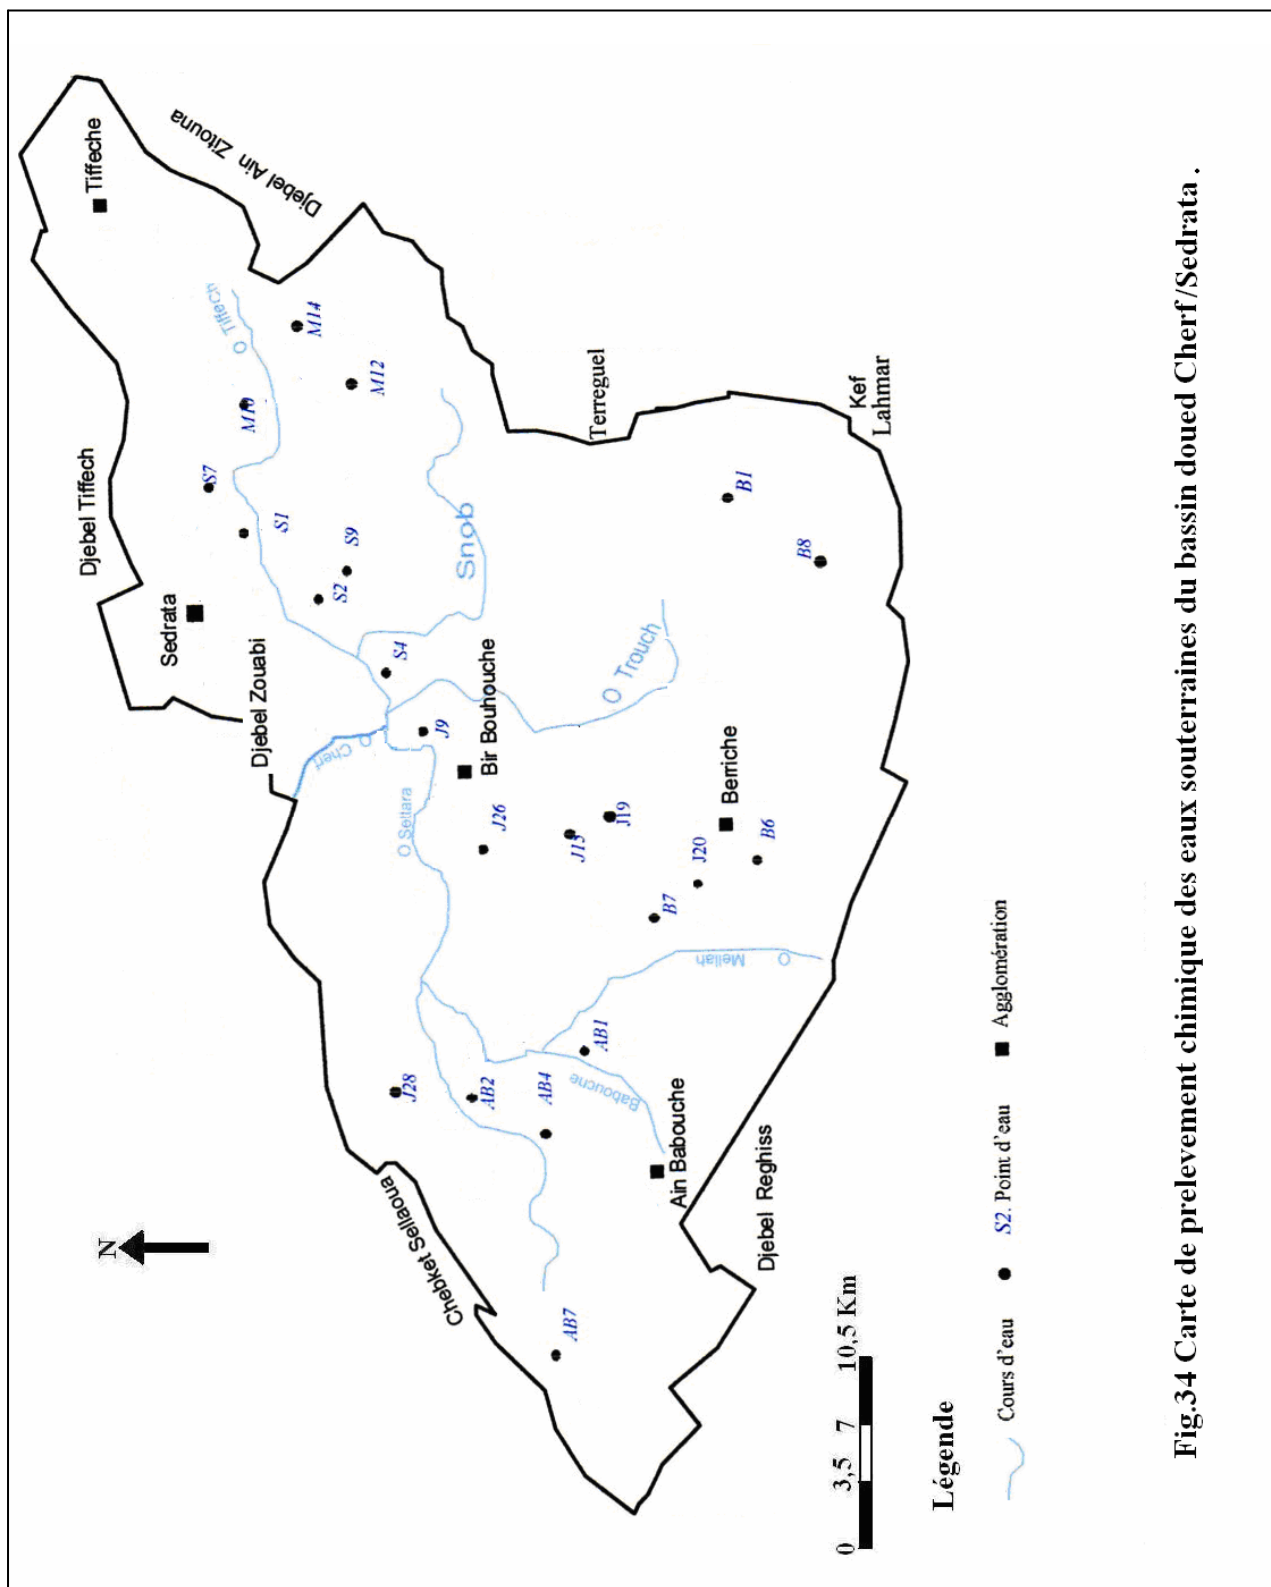 N
Tiffeche
Djebel Ain Zitouna
Djebel Tiffech
O Tiffech
M14
M12
M10
S7
S1
S9
S2
Sedrata
Snob
Djebel Zouabi
S4
Terreguel
Kef
Lahmar
B1
B8
O Cherf
J9
Bir Bouhouche
O Trouch
O Settara
J26
J19
J15
Berriche
J20
B6
B7
O Mellah
AB1
J28
AB2
AB4
Babouche
Ain Babouche
Chebket Sellaoua
Djebel Reghiss
AB7
0 3,5 7 10,5 Km
Légende
Cours d'eau
S2. Point d'eau
Agglomération
Fig.34 Carte de prelevement chimique des eaux souterraines du bassin doued Cherf/Sedrata .